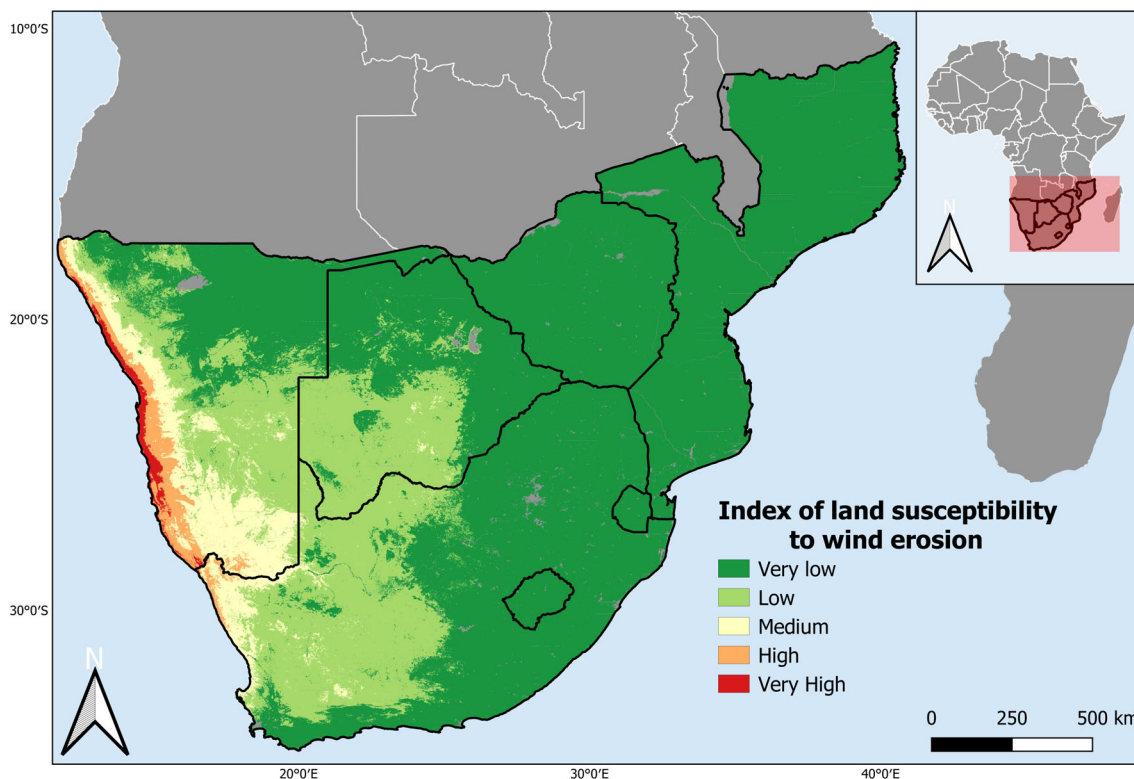 10°0'S
N
20°0'S
Index of land susceptibility
to wind erosion
Very low
Low
Medium
High
Very High
30°0'S
N
0 250 500 km
20°0'E 30°0'E 40°0'E